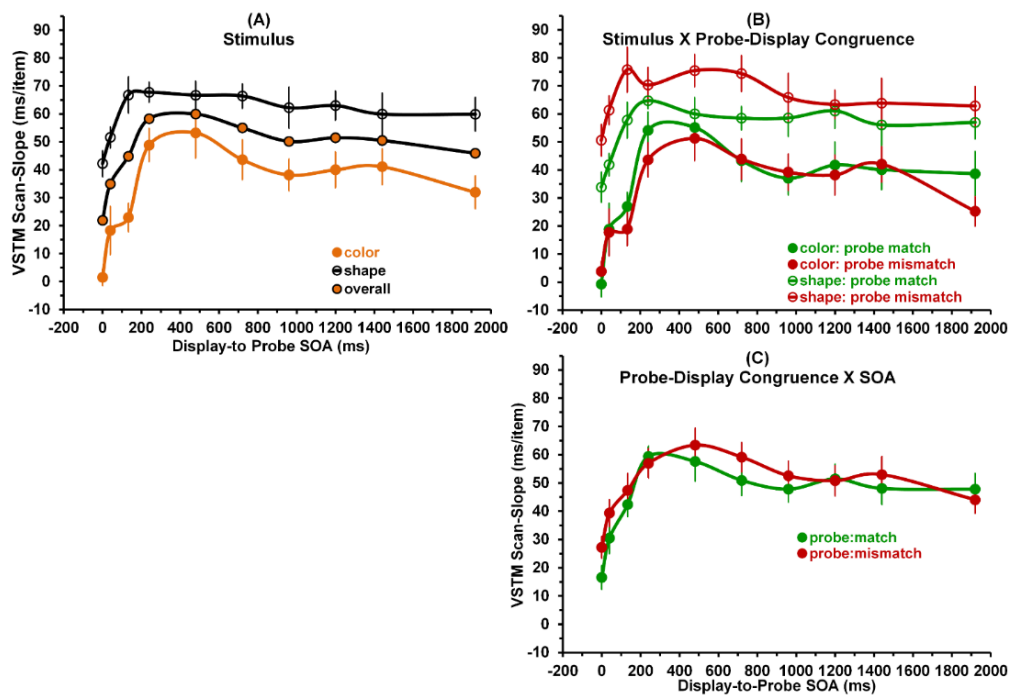 (A)
Stimulus
VSTM Scan-Slope (ms/item)
90
80
70
60
50
40
30
20
10
0
-10
color
shape
overall
-200 0 200 400 600 800 1000 1200 1400 1600 1800 2000
Display-to Probe SOA (ms)
(B)
Stimulus X Probe-Display Congruence
90
80
70
60
50
40
30
20
10
0
-10
color: probe match
color: probe mismatch
shape: probe match
shape: probe mismatch
-200 0 200 400 600 800 1000 1200 1400 1600 1800 2000
(C)
Probe-Display Congruence X SOA
VSTM Scan-Slope (ms/item)
90
80
70
60
50
40
30
20
10
0
-10
probe:match
probe:mismatch
-200 0 200 400 600 800 1000 1200 1400 1600 1800 2000
Display-to-Probe SOA (ms)